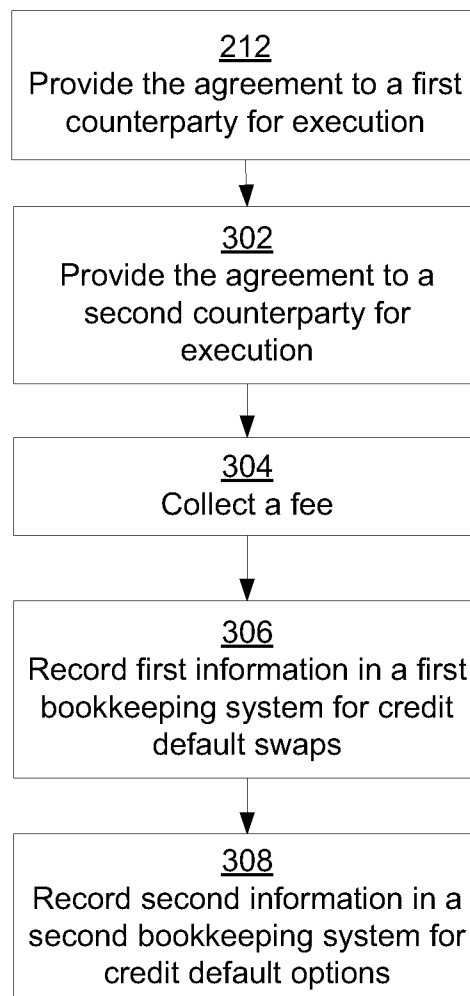 212
Provide the agreement to a first
counterparty for execution
302
Provide the agreement to a
second counterparty for
execution
304
Collect a fee
306
Record first information in a first
bookkeeping system for credit
default swaps
308
Record second information in a
second bookkeeping system for
credit default options